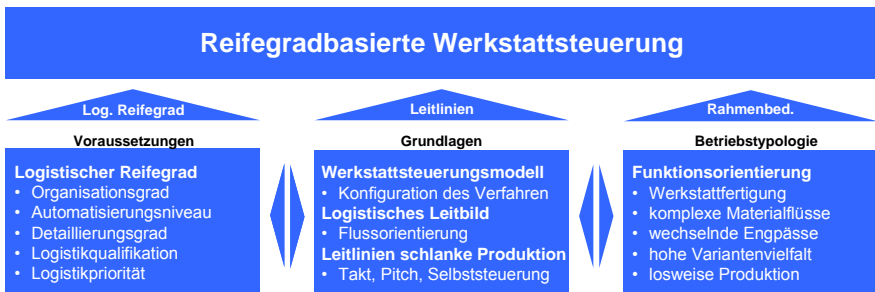 Reifegradbasierte Werkstattsteuerung
Log. Reifegrad
Leitlinien
Rahmenbed.
Voraussetzungen
Grundlagen
Betriebstypologie
Logistischer Reifegrad
• Organisationsgrad
• Automatisierungsniveau
• Detaillierungsgrad
• Logistikqualifikation
• Logistikpriorität
Werkstattsteuerungsmodell
• Konfiguration des Verfahren
Logistisches Leitbild
• Flussorientierung
Leitlinien schlanke Produktion
• Takt, Pitch, Selbststeuerung
Funktionsorientierung
• Werkstattfertigung
• komplexe Materialflüsse
• wechselnde Engpässe
• hohe Variantenvielfalt
• losweise Produktion